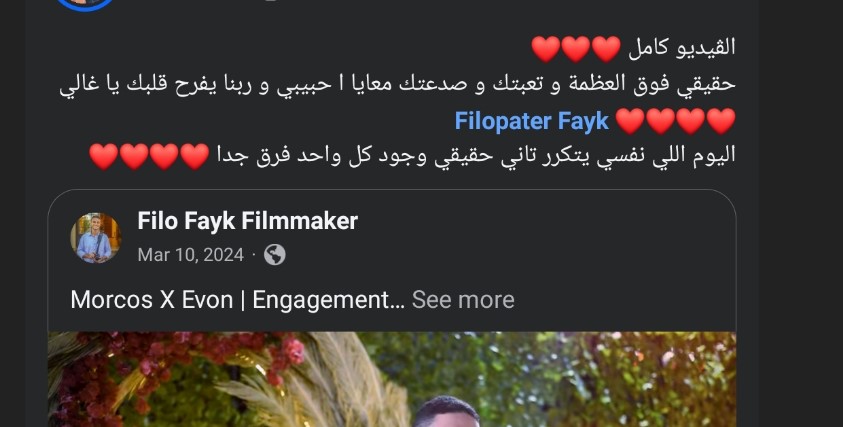 الڤيديو كامل ❤️❤️❤️
حقيقي فوق العظمة و تعبتك و صدعتك معايا ا حبيبي و ربنا يفرح قلبك يا غالي
❤️❤️❤️❤️ Filopater Fayk
اليوم اللي نفسي يتكرر تاني حقيقي وجود كل واحد فرق جدا ❤️❤️❤️❤️
Filo Fayk Filmmaker
Mar 10, 2024 ·
Morcos X Evon | Engagement... See more